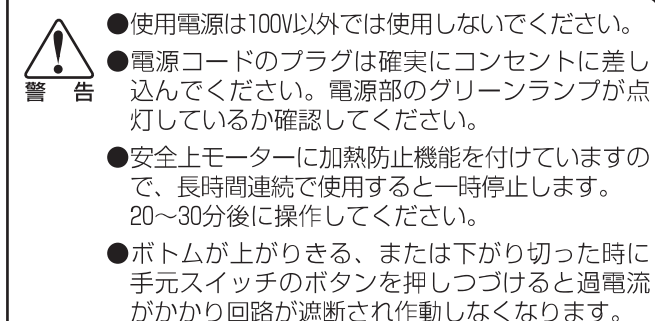 ●使用電源は100V以外では使用しないでください。
●電源コードのプラグは確実にコンセントに差し
込んでください。電源部のグリーンランプが点
灯しているか確認してください。
警 告
●安全上モーターに加熱防止機能を付けていますの
で、長時間連続で使用すると一時停止します。
20～30分後に操作してください。
●ボトムが上がりきる、または下がり切った時に
手元スイッチのボタンを押しつづけると過電流
がかかり回路が遮断され作動しなくなります。